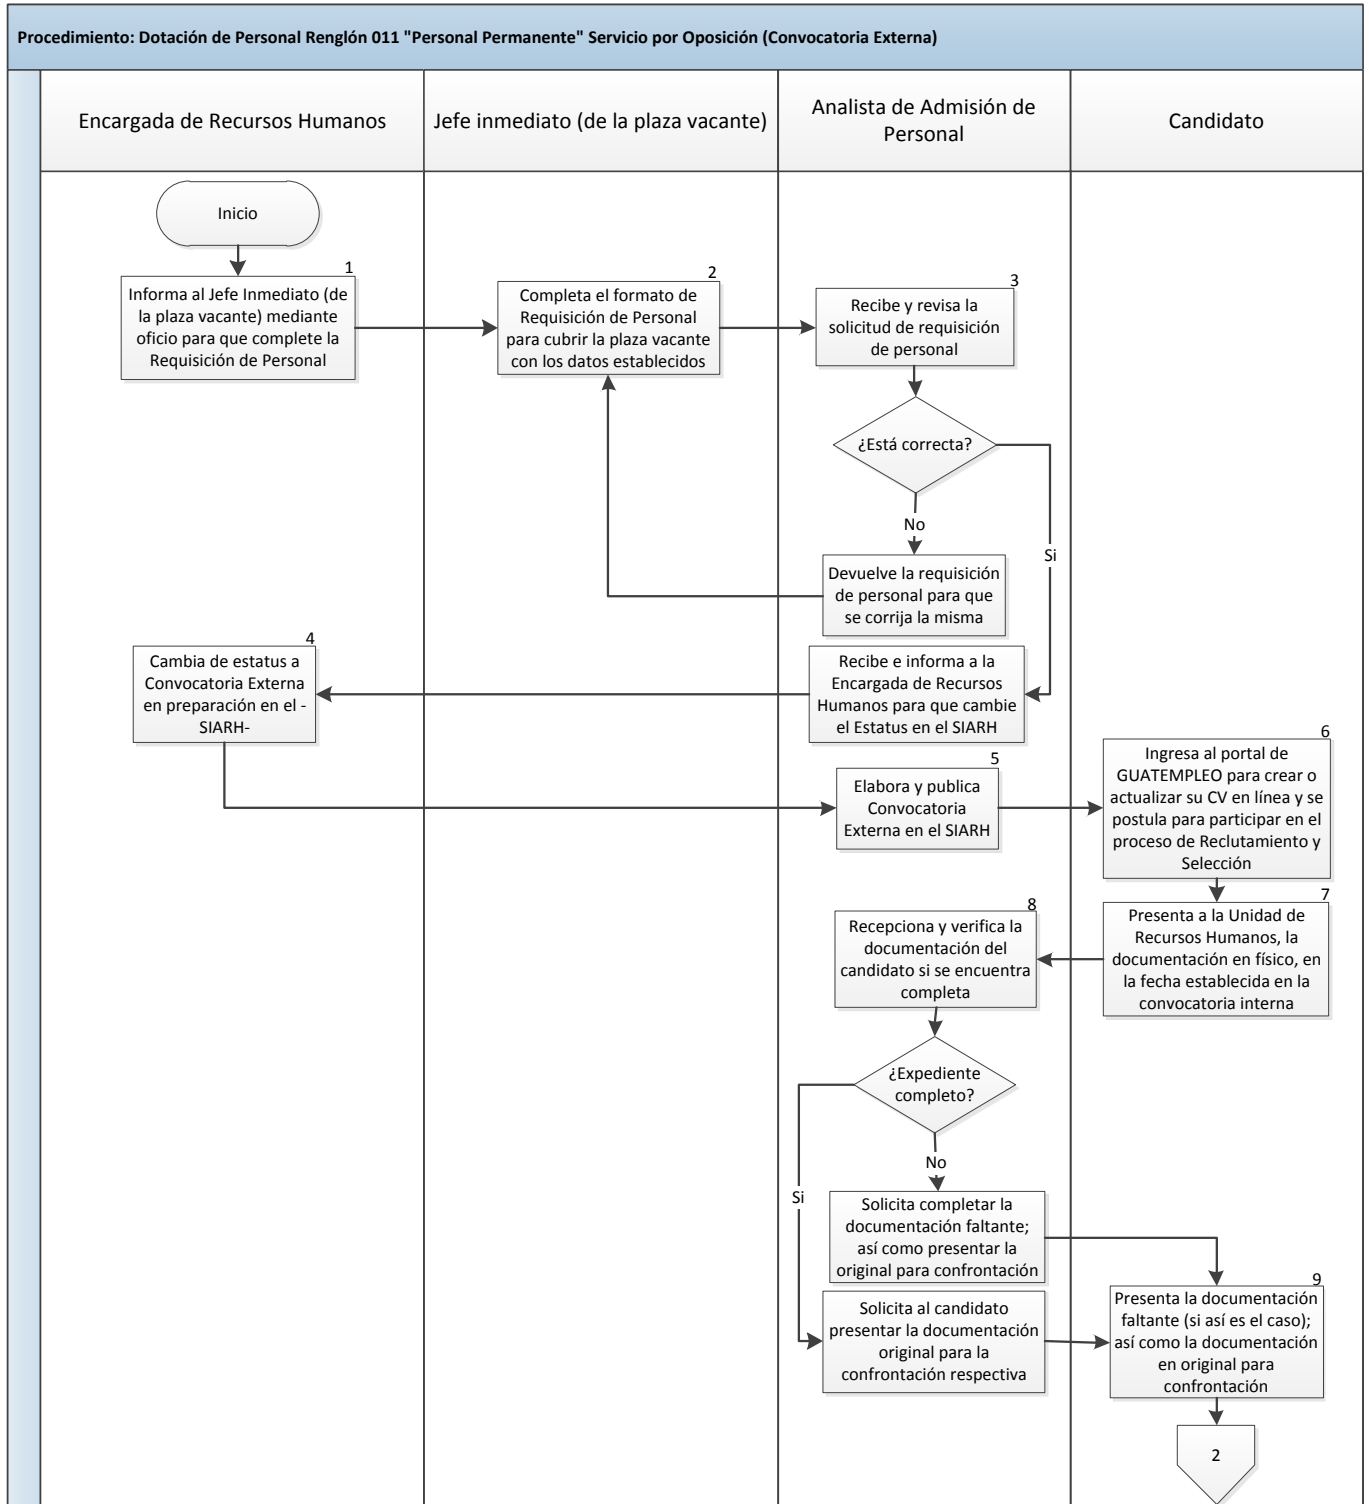 Procedimiento: Dotación de Personal Renglón 011 "Personal Permanente" Servicio por Oposición (Convocatoria Externa)
Encargada de Recursos Humanos
Jefe inmediato (de la plaza vacante)
Analista de Admisión de
Personal
Candidato
Inicio
1
Informa al Jefe Inmediato (de
la plaza vacante) mediante
oficio para que complete la
Requisición de Personal
2
Completa el formato de
Requisición de Personal
para cubrir la plaza vacante
con los datos establecidos
3
Recibe y revisa la
solicitud de requisición
de personal
¿Está correcta?
No
Si
Devuelve la requisición
de personal para que
se corrija la misma
Recibe e informa a la
Encargada de Recursos
Humanos para que cambie
el Estatus en el SIARH
4
Cambia de estatus a
Convocatoria Externa
en preparación en el -
SIARH-
5
Elabora y publica
Convocatoria
Externa en el SIARH
6
Ingresa al portal de
GUATEMPLEO para crear o
actualizar su CV en línea y se
postula para participar en el
proceso de Reclutamiento y
Selección
7
Presenta a la Unidad de
Recursos Humanos, la
documentación en físico, en
la fecha establecida en la
convocatoria interna
8
Recepciona y verifica la
documentación del
candidato si se encuentra
completa
¿Expediente
completo?
No
Si
Solicita completar la
documentación faltante;
así como presentar la
original para confrontación
Solicita al candidato
presentar la documentación
original para la
confrontación respectiva
9
Presenta la documentación
faltante (si así es el caso);
así como la documentación
en original para
confrontación
2